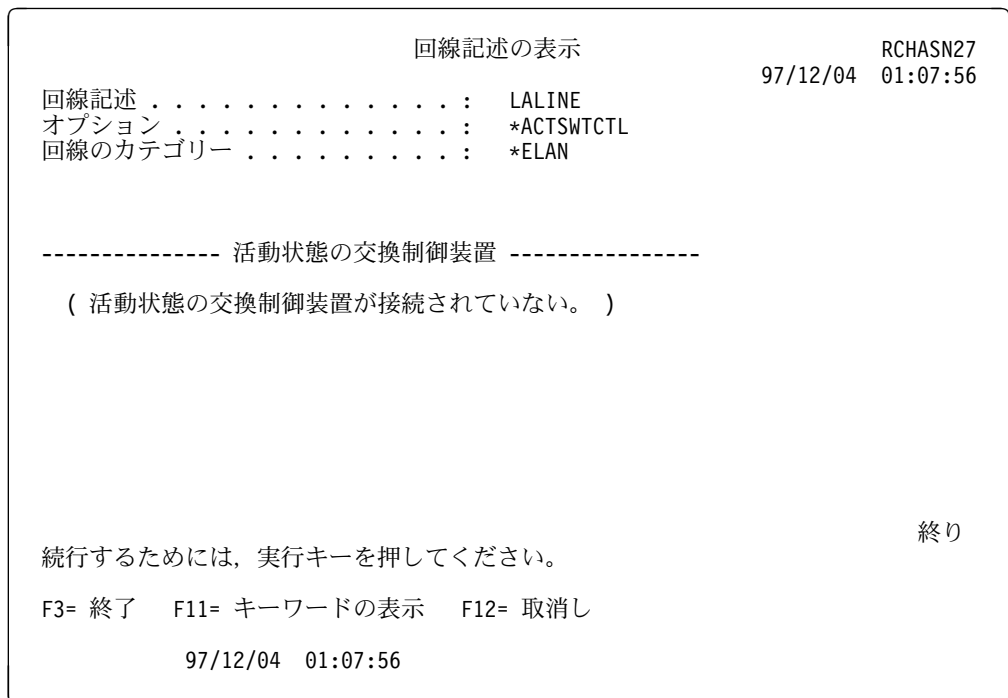 回線記述の表示 RCHASN27
97/12/04 01:07:56
回線記述 . . . . . . . . . . . . . : LALINE
オプション . . . . . . . . . . . . : *ACTSWTCTL
回線のカテゴリー . . . . . . . . . : *ELAN
--------------- 活動状態の交換制御装置 ----------------
( 活動状態の交換制御装置が接続されていない。 )
終り
続行するためには，実行キーを押してください。
F3= 終了 F11= キーワードの表示 F12= 取消し
97/12/04 01:07:56